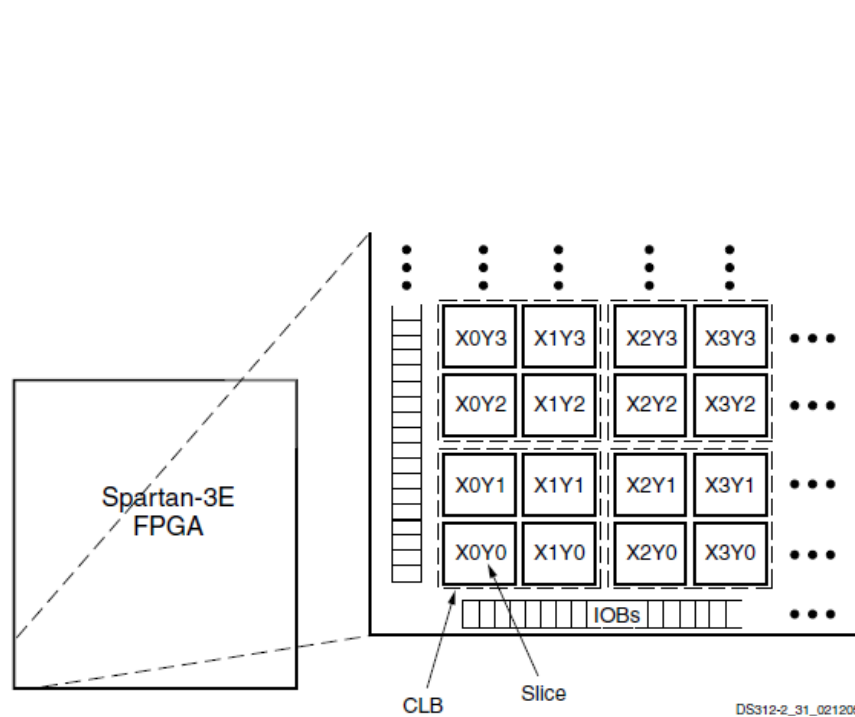 X0Y3 X1Y3 X2Y3 X3Y3
X0Y2 X1Y2 X2Y2 X3Y2
Spartan-3E
FPGA
X0Y1 X1Y1 X2Y1 X3Y1
X0Y0 X1Y0 X2Y0 X3Y0
IOBs
CLB
Slice